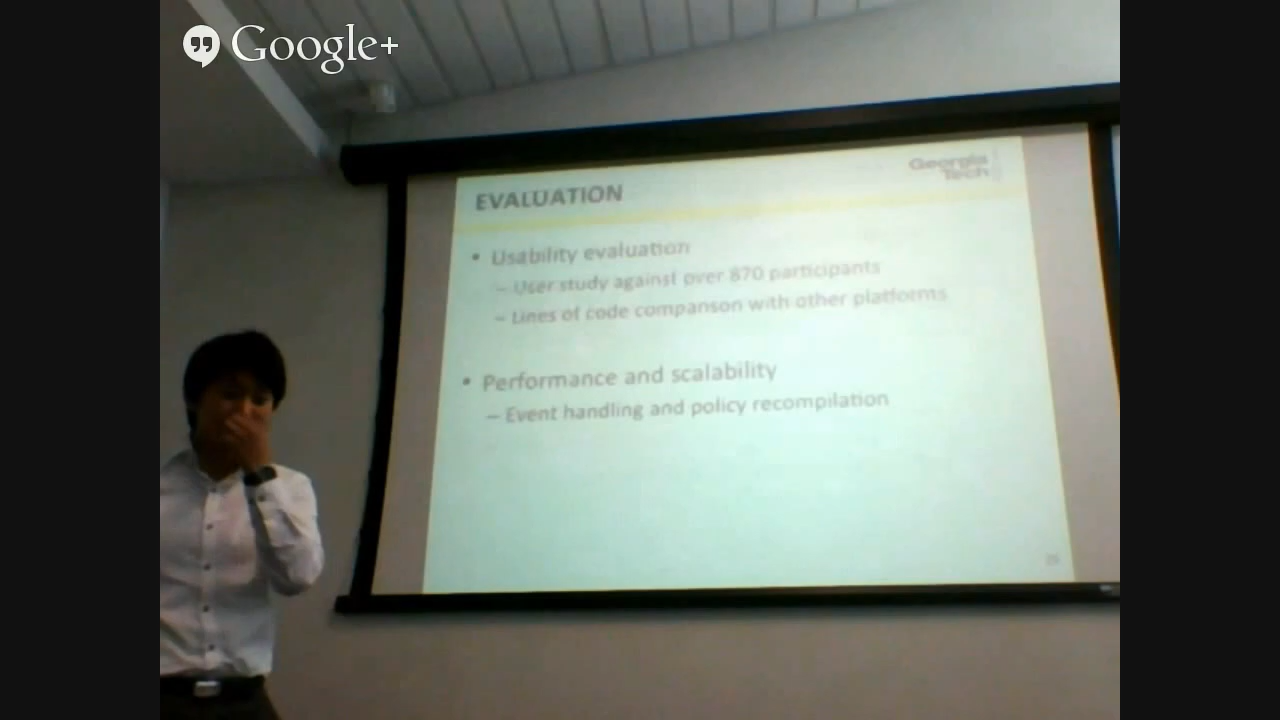 Google+
Georgia
Tech
EVALUATION
• Usability evaluation
– User study against over 870 participants
– Lines of code comparison with other platforms
• Performance and scalability
– Event handling and policy recompilation